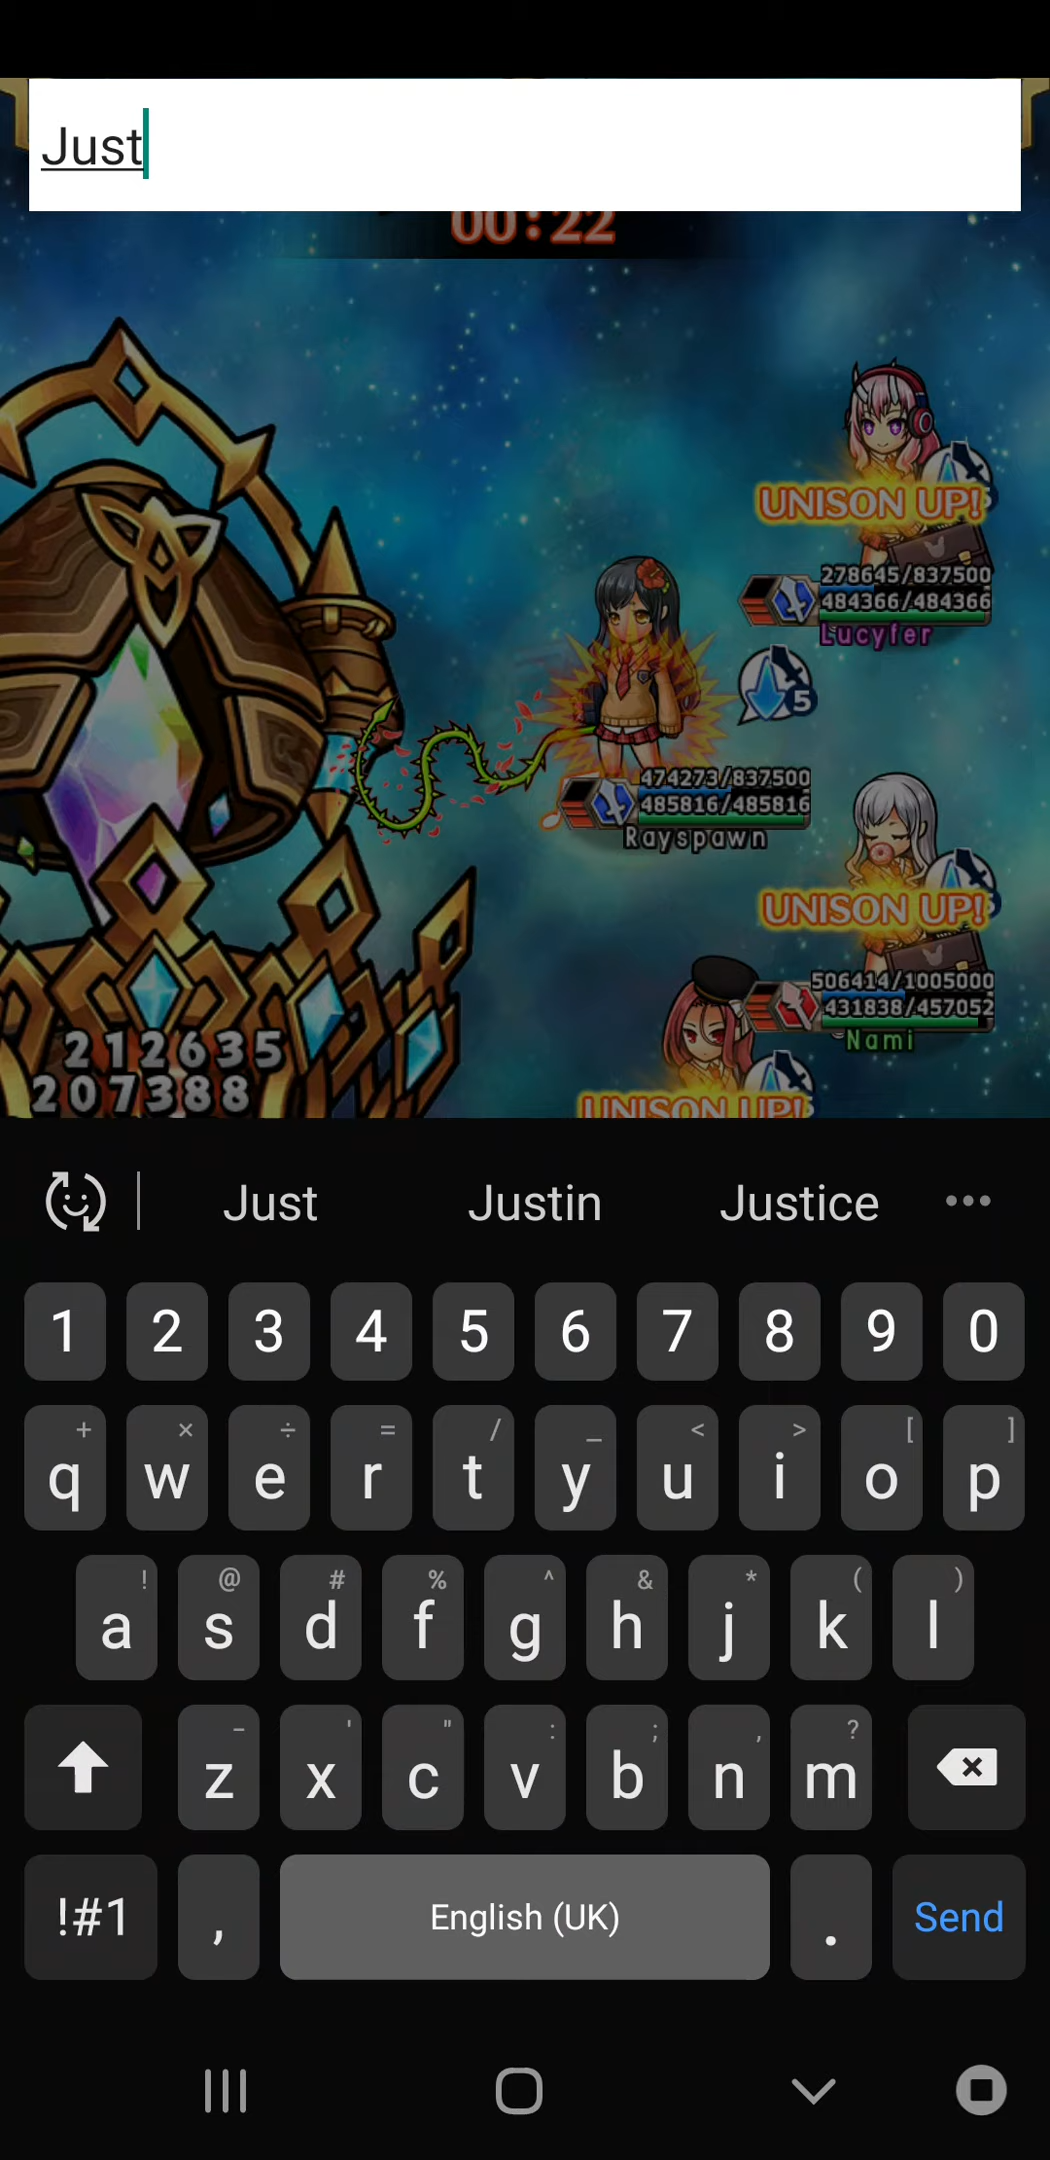 Just
00:22
UNISON UP!
278645/837500
484366/484366
Lucyfer
5
474273/837500
485816/485816
Rayspawn
UNISON UP!
506414/1005000
431838/457052
Nami
212635
207388
UNISON UP!
Just Justin Justice •••
1 2 3 4 5 6 7 8 9 0
+ × ÷ = / _ < > [ ]
q w e r t y u i o p
! @ # % ^ & * ( )
a s d f g h j k l
- ' " : ; , ?
z x c v b n m
!#1 , English (UK) . Send